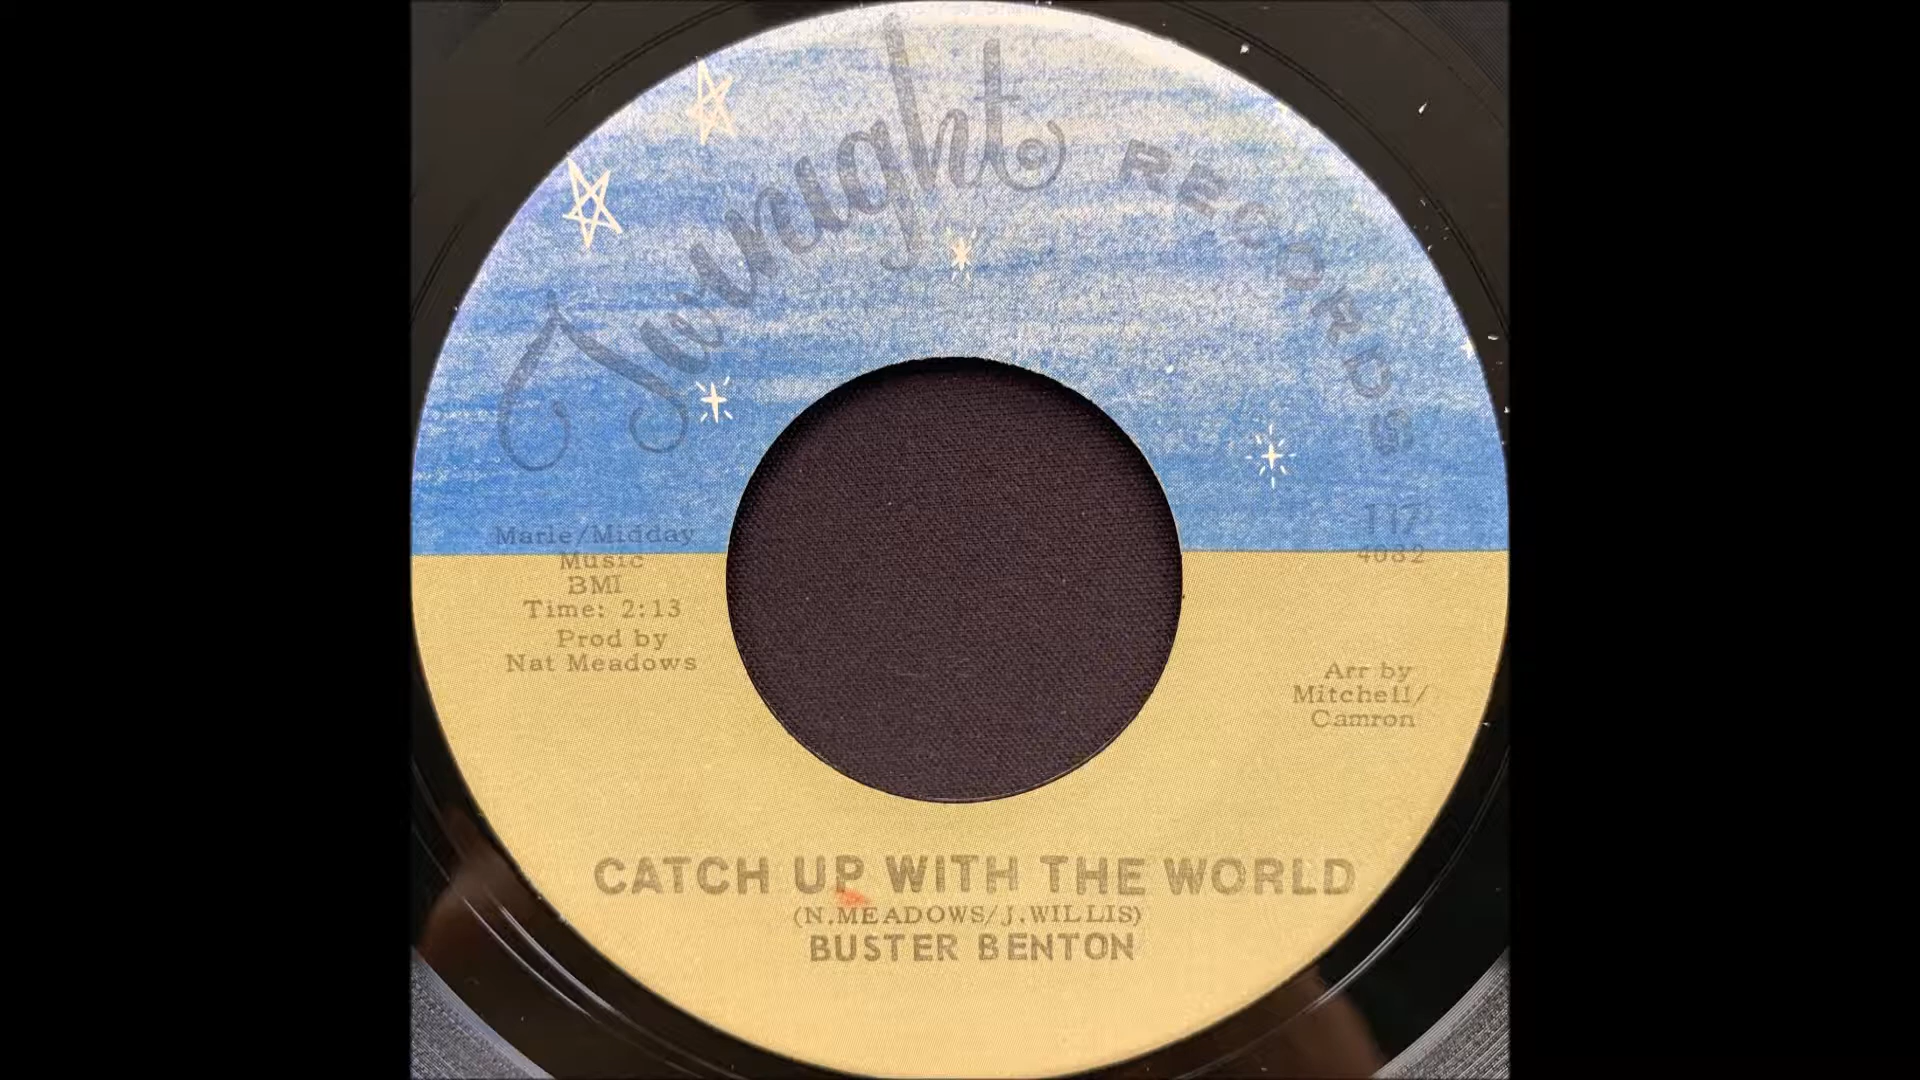 Twinight RECORDS
Marle/Midday
Music
BMI
Time: 2:13
Prod by
Nat Meadows
117
4082
Arr by
Mitchell/
Camron
CATCH UP WITH THE WORLD
(N.MEADOWS/J.WILLIS)
BUSTER BENTON